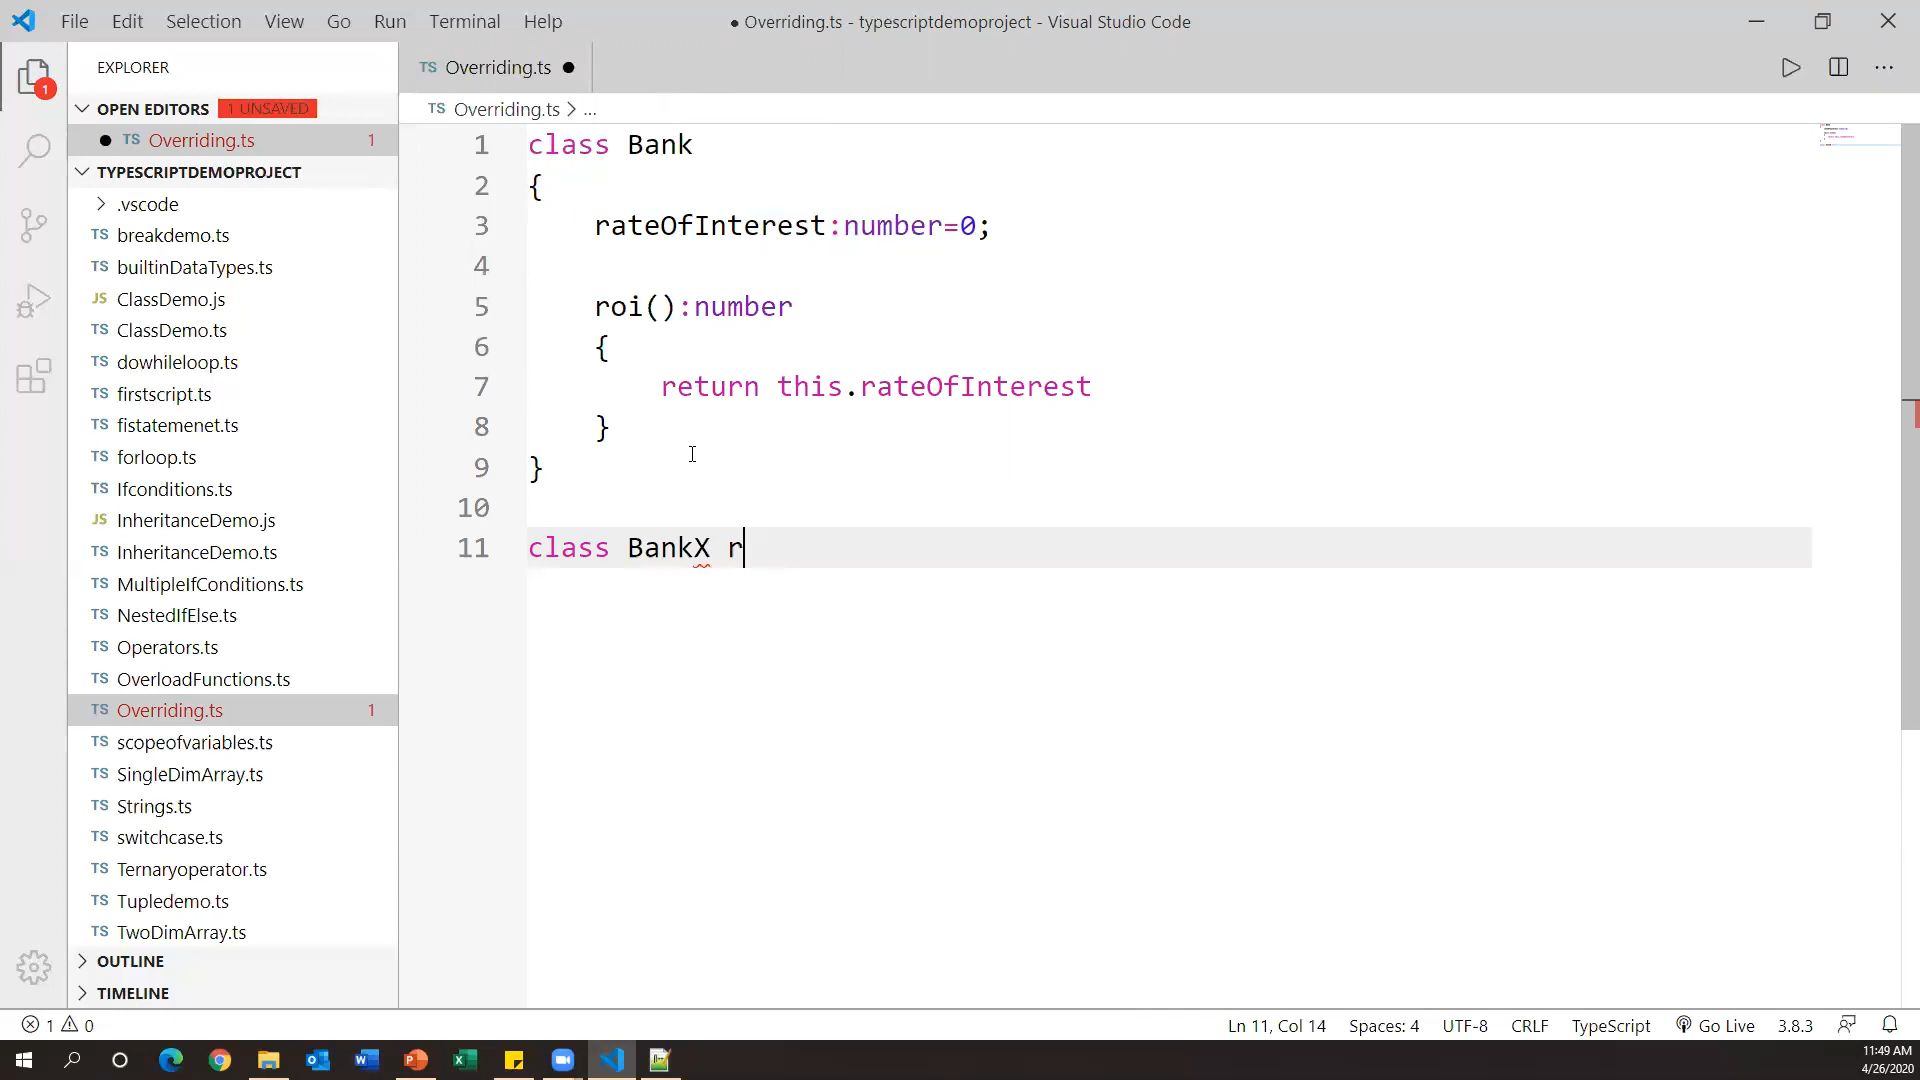 File Edit Selection View Go Run Terminal Help
● Overriding.ts - typescriptdemoproject - Visual Studio Code
EXPLORER
OPEN EDITORS 1 UNSAVED
TS Overriding.ts 1
TYPESCRIPTDEMOPROJECT
.vscode
TS breakdemo.ts
TS builtinDataTypes.ts
JS ClassDemo.js
TS ClassDemo.ts
TS dowhileloop.ts
TS firstscript.ts
TS fistatemenet.ts
TS forloop.ts
TS Ifconditions.ts
JS InheritanceDemo.js
TS InheritanceDemo.ts
TS MultipleIfConditions.ts
TS NestedIfElse.ts
TS Operators.ts
TS OverloadFunctions.ts
TS Overriding.ts 1
TS scopeofvariables.ts
TS SingleDimArray.ts
TS Strings.ts
TS switchcase.ts
TS Ternaryoperator.ts
TS Tupledemo.ts
TS TwoDimArray.ts
OUTLINE
TIMELINE
1
TS Overriding.ts ●
TS Overriding.ts > ...
1 class Bank
2 {
3 rateOfInterest:number=0;
4
5 roi():number
6 {
7 return this.rateOfInterest
8 }
9 }
10
11 class BankX r
1 0
Ln 11, Col 14 Spaces: 4 UTF-8 CRLF TypeScript Go Live 3.8.3
11:49 AM
4/26/2020